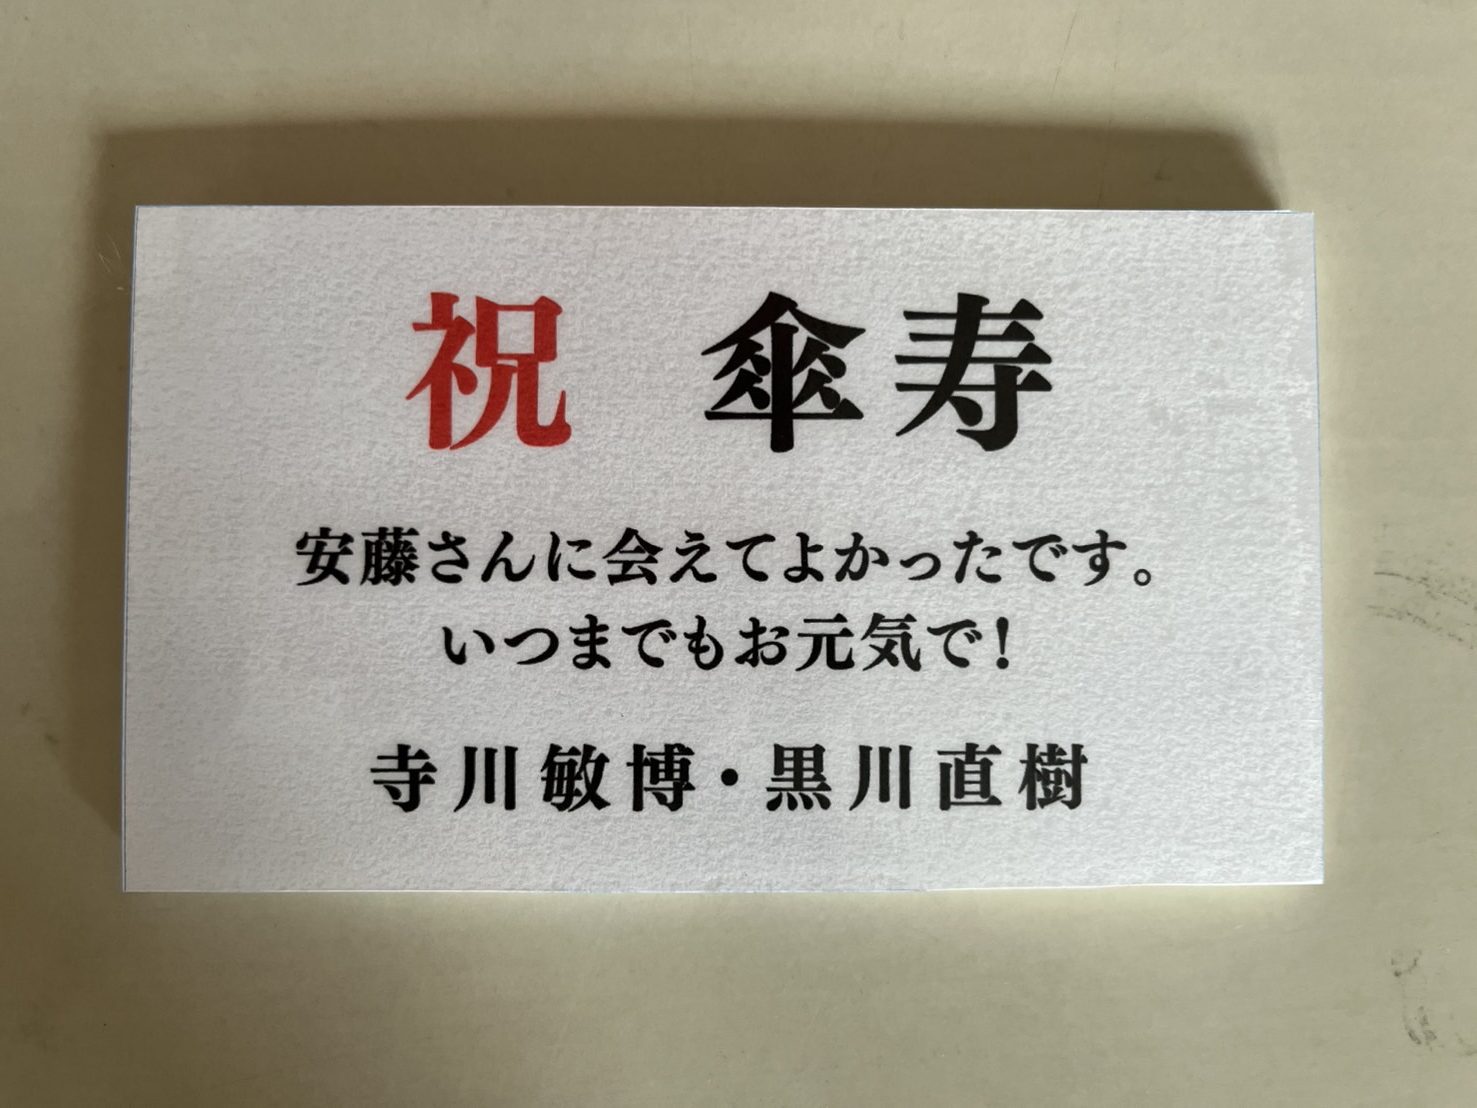 祝　傘寿
安藤さんに会えてよかったです。
いつまでもお元気で！
寺川敏博・黒川直樹